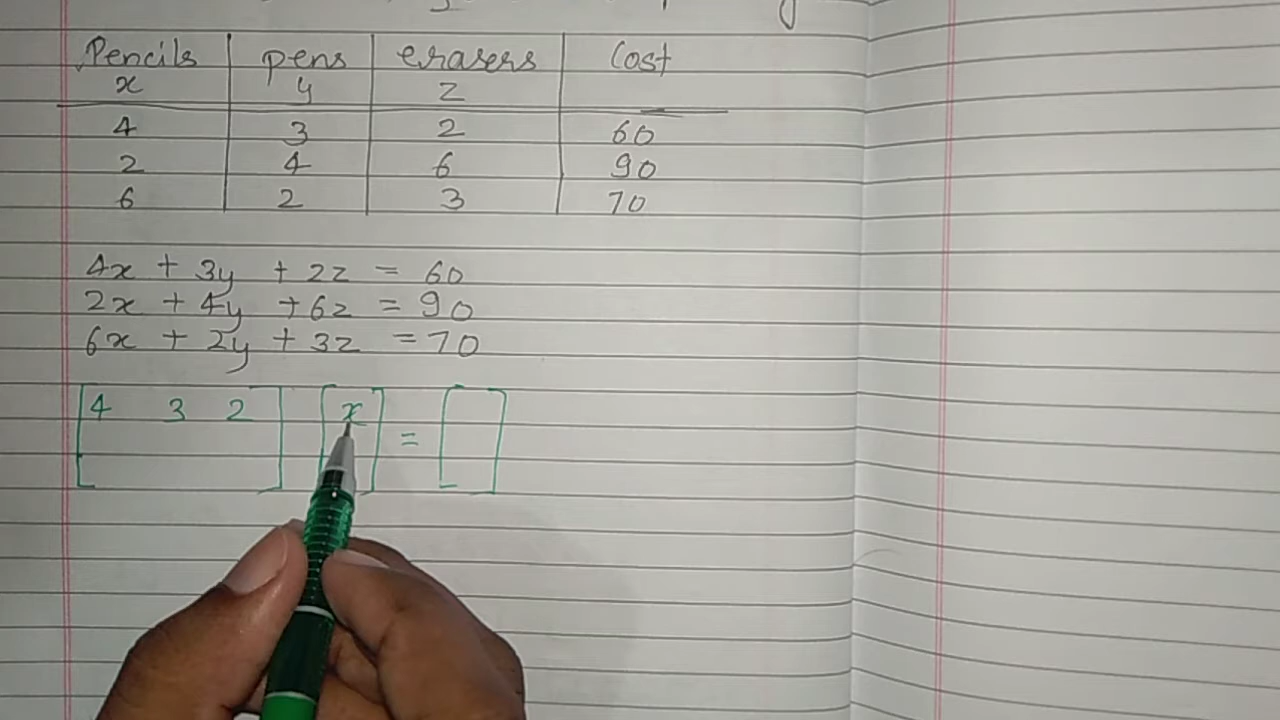 Pencils pens erasers Cost
x y z
4 3 2 60
2 4 6 90
6 2 3 70
4x + 3y + 2z = 60
2x + 4y + 6z = 90
6x + 2y + 3z = 70
[4 3 2] [x] = [ ]